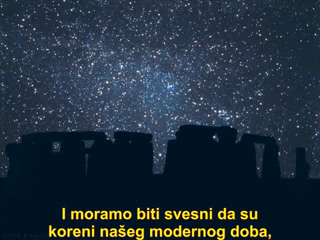 I moramo biti svesni da su
koreni našeg modernog doba,